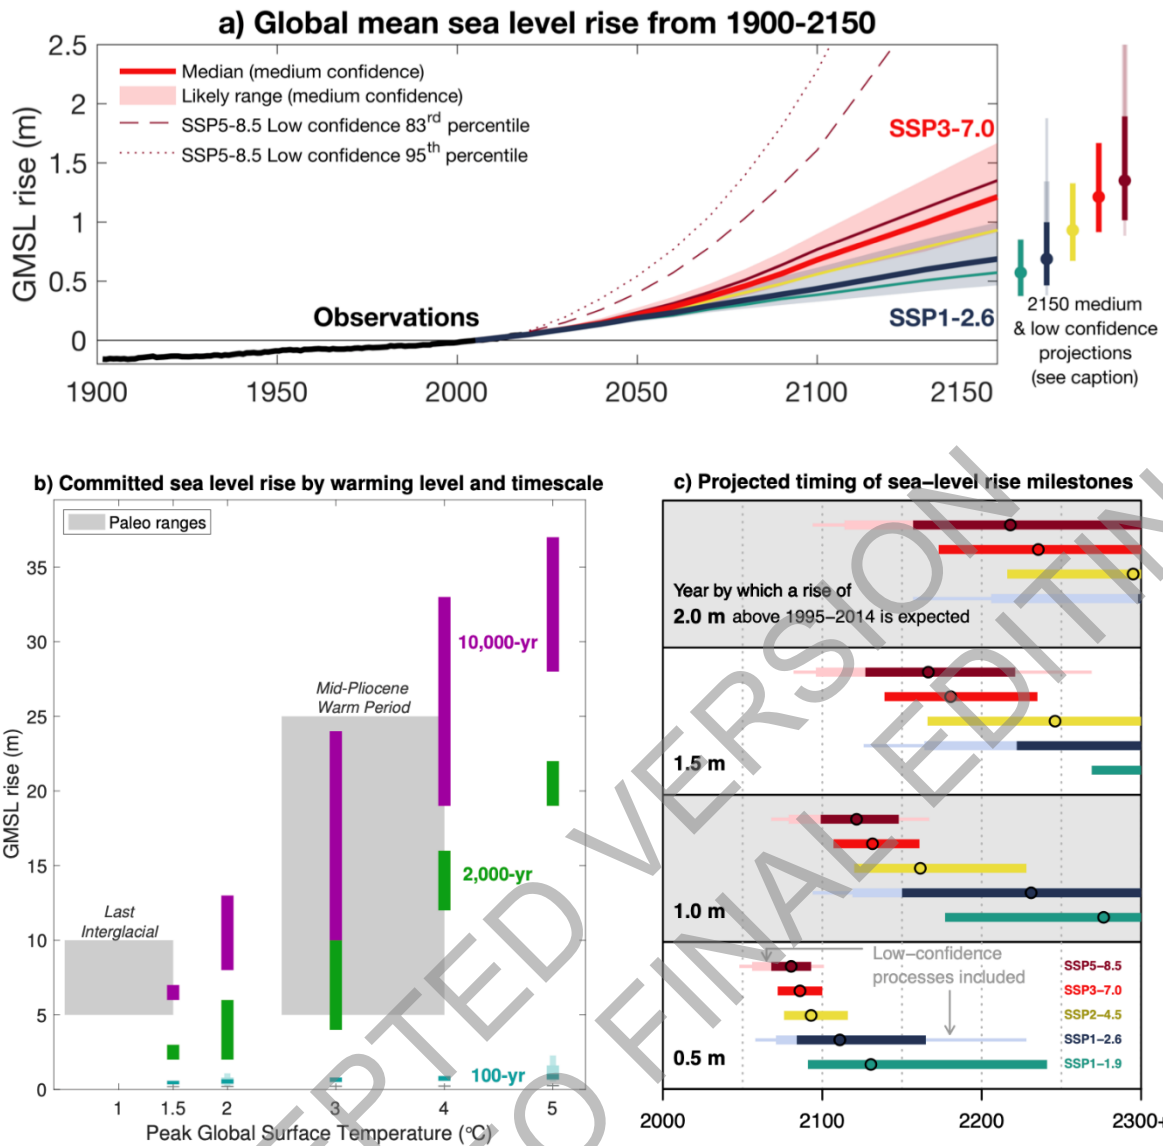 a) Global mean sea level rise from 1900-2150
GMSL rise (m)
2.5
2
1.5
1
0.5
0
Median (medium confidence)
Likely range (medium confidence)
SSP5-8.5 Low confidence 83rd percentile
SSP5-8.5 Low confidence 95th percentile
SSP3-7.0
SSP1-2.6
Observations
1900 1950 2000 2050 2100 2150
2150 medium
& low confidence
projections
(see caption)
b) Committed sea level rise by warming level and timescale
Paleo ranges
GMSL rise (m)
35
30
25
20
15
10
5
0
10,000-yr
Mid-Pliocene
Warm Period
2,000-yr
Last
Interglacial
100-yr
1 1.5 2 3 4 5
Peak Global Surface Temperature (°C)
c) Projected timing of sea-level rise milestones
Year by which a rise of
2.0 m above 1995-2014 is expected
1.5 m
1.0 m
0.5 m
Low-confidence
processes included
SSP5-8.5
SSP3-7.0
SSP2-4.5
SSP1-2.6
SSP1-1.9
2000 2100 2200 2300+
EPTED VERSION
O FINAL EDITIN